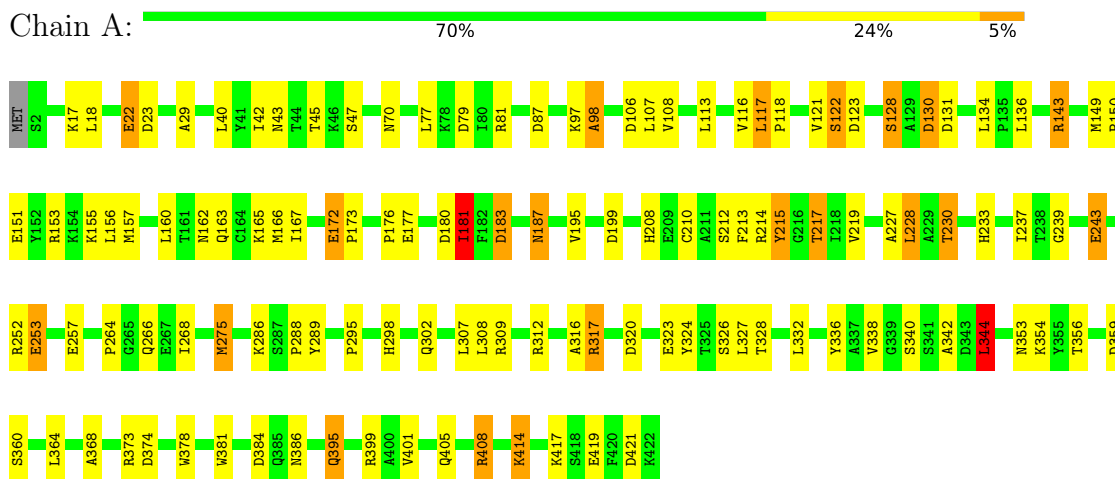 Chain A:
70% 24% 5%
MET S2 K17 L18 E22 D23 A29 L40 Y41 I42 N43 T44 T45 K46 S47 N70 L77 K78 D79 I80 R81 D87 K97 A98 D106 L107 V108 L113 V116 L117 P118 V121 S122 D123 S128 A129 D130 D131 L134 P135 L136 R143 M149
E151 Y152 R153 K154 K155 L156 M157 L160 T161 N162 Q163 C164 K165 M166 I167 E172 P173 P176 E177 D180 I181 F182 D183 N187 V195 D199 H208 E209 C210 A211 S212 F213 R214 Y215 G216 T217 I218 V219 A227 L228 A229 T230 H233 I237 T238 G239 E243
R252 E253 E257 P264 G265 Q266 E267 I268 M275 K286 S287 P288 Y289 P295 H298 Q302 L307 L308 R309 R312 A316 R317 D320 E323 Y324 T325 S326 L327 T328 L332 Y336 A337 V338 G339 S340 S341 A342 D343 L344 N353 K354 Y355 T356
S360 L364 A368 R373 D374 W378 W381 D384 Q385 N386 Q395 R399 A400 V401 Q405 R408 K414 K417 S418 E419 F420 D421 K422